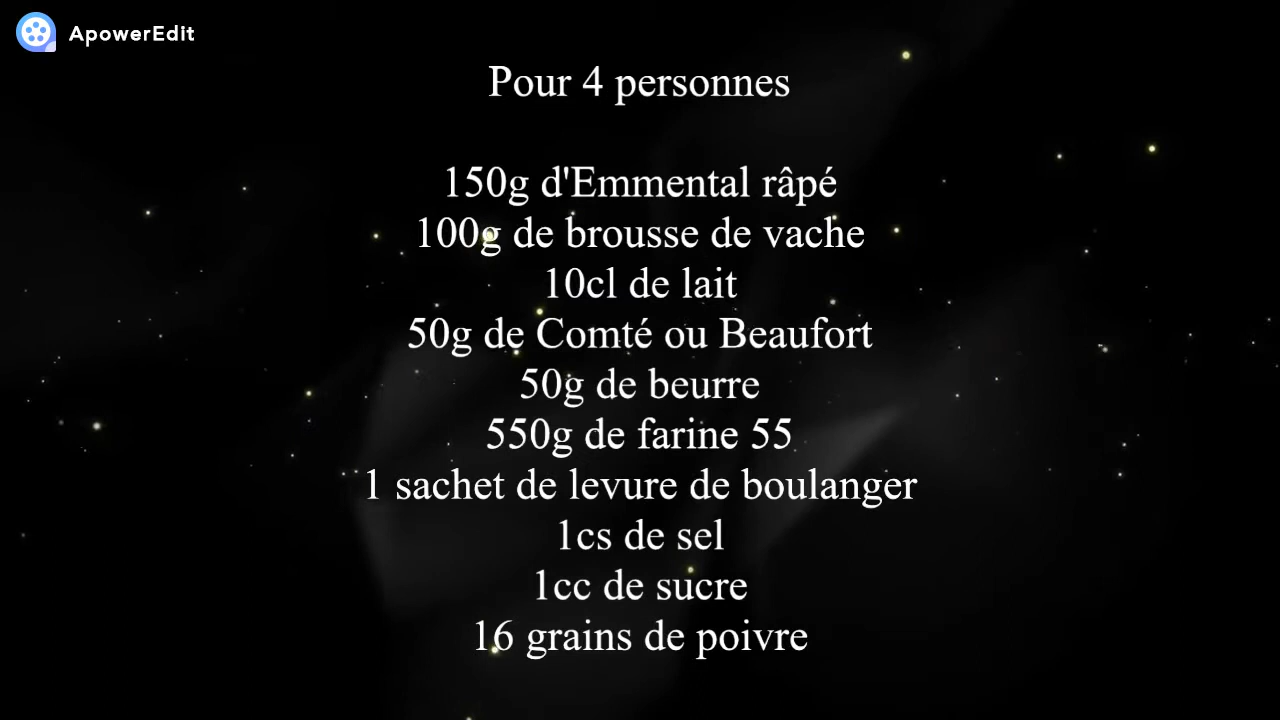 ApowerEdit
Pour 4 personnes
150g d'Emmental râpé
100g de brousse de vache
10cl de lait
50g de Comté ou Beaufort
50g de beurre
550g de farine 55
1 sachet de levure de boulanger
1cs de sel
1cc de sucre
16 grains de poivre